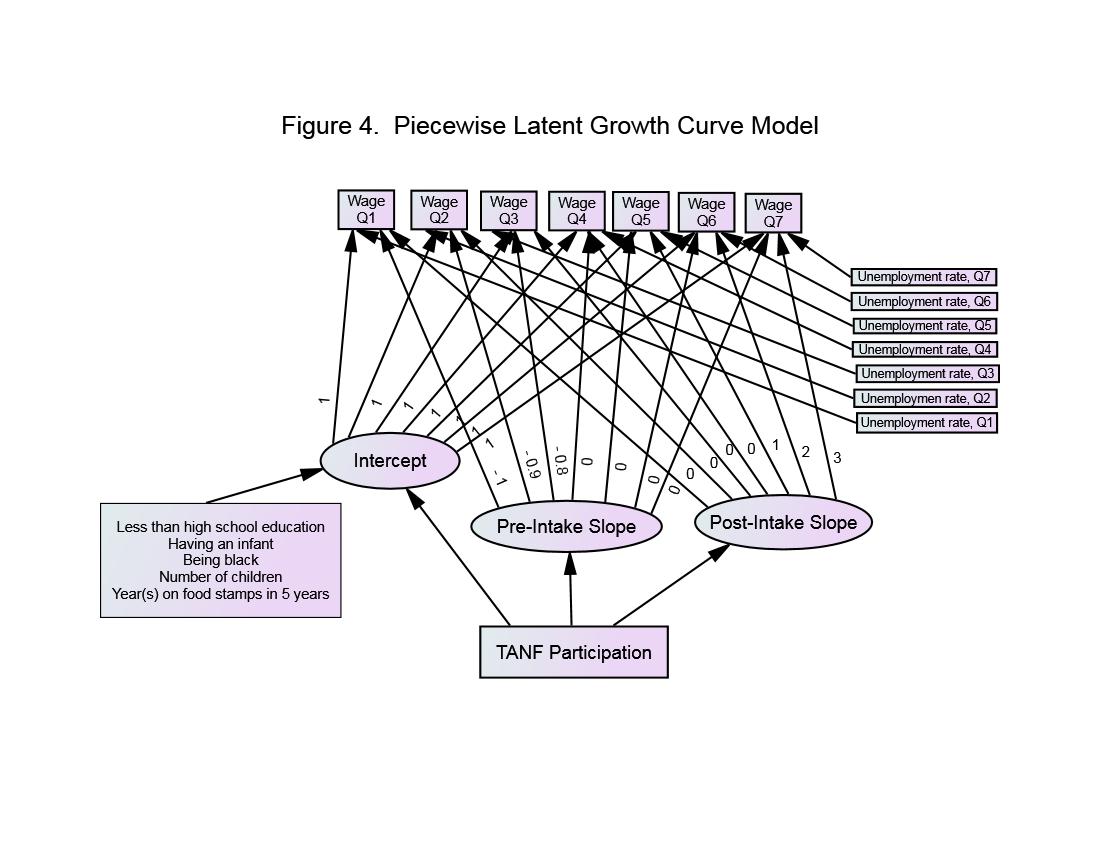 Figure 4.  Piecewise Latent Growth Curve Model
Wage
Q1
Wage
Q2
Wage
Q3
Wage
Q4
Wage
Q5
Wage
Q6
Wage
Q7
Unemployment rate, Q7
Unemployment rate, Q6
Unemployment rate, Q5
Unemployment rate, Q4
Unemployment rate, Q3
Unemploymen rate, Q2
Unemployment rate, Q1
1
1
1
1
1
1
1
- 1
- 0.9
- 0.8
0
0
0
0
0
0
0
0
1
2
3
Intercept
Pre-Intake Slope
Post-Intake Slope
Less than high school education
Having an infant
Being black
Number of children
Year(s) on food stamps in 5 years
TANF Participation